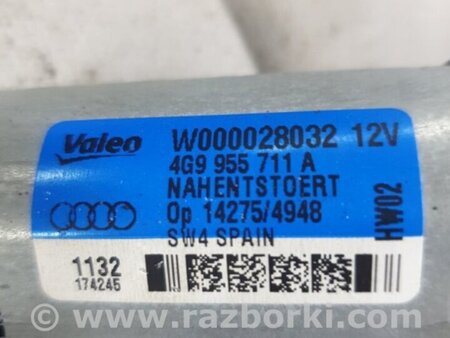 Valeo W000028032 12V
4G9 955 711 A
NAHENTSTOERT
Op 14275/4948
SW4 SPAIN
HW02
1132
174245
www.razborki.com